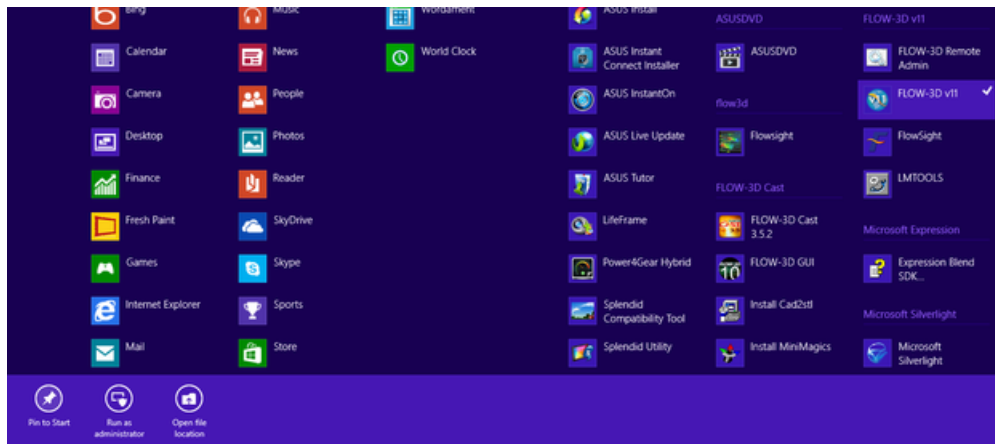 Bing
Calendar
Camera
Desktop
Finance
Fresh Paint
Games
Internet Explorer
Mail
Music
News
People
Photos
Reader
SkyDrive
Skype
Sports
Store
Wordament
World Clock
ASUS Install
ASUS Instant
Connect Installer
ASUS InstantOn
ASUS Live Update
ASUS Tutor
LifeFrame
Power4Gear Hybrid
Splendid
Compatibility Tool
Splendid Utility
ASUSDVD
ASUSDVD
flow3d
Flowsight
FLOW-3D Cast
FLOW-3D Cast
3.5.2
10
FLOW-3D GUI
Install Cad2stl
Install MiniMagics
FLOW-3D v11
FLOW-3D Remote
Admin
v11
FLOW-3D v11
FlowSight
LMTOOLS
Microsoft Expression
Expression Blend
SDK...
Microsoft Silverlight
Microsoft
Silverlight
Pin to Start
Run as
administrator
Open file
location